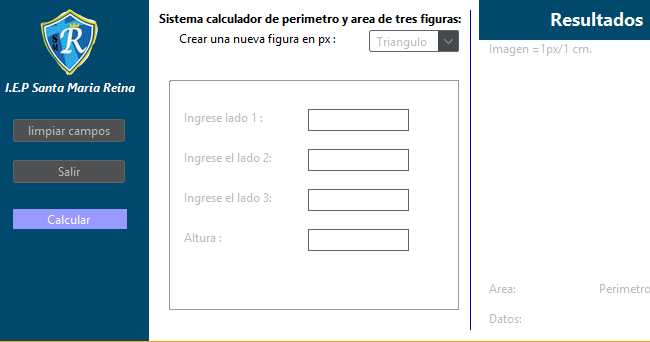 R
I.E.P Santa Maria Reina
limpiar campos
Salir
Calcular
Sistema calculador de perimetro y area de tres figuras:
Crear una nueva figura en px :
Triangulo
Ingrese lado 1 :
Ingrese el lado 2:
Ingrese el lado 3:
Altura :
Resultados
Imagen =1px/1 cm.
Area:
Perimetro
Datos: